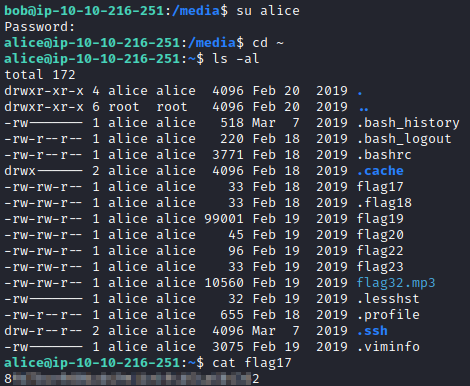 bob@ip-10-10-216-251:/media$ su alice
Password:
alice@ip-10-10-216-251:/media$ cd ~
alice@ip-10-10-216-251:~$ ls -al
total 172
drwxr-xr-x 4 alice alice  4096 Feb 20  2019 .
drwxr-xr-x 6 root  root   4096 Feb 20  2019 ..
-rw------- 1 alice alice   518 Mar  7  2019 .bash_history
-rw-r--r-- 1 alice alice   220 Feb 18  2019 .bash_logout
-rw-r--r-- 1 alice alice  3771 Feb 18  2019 .bashrc
drwx------ 2 alice alice  4096 Feb 18  2019 .cache
-rw-rw-r-- 1 alice alice    33 Feb 18  2019 flag17
-rw-rw-r-- 1 alice alice    33 Feb 18  2019 .flag18
-rw-rw-r-- 1 alice alice 99001 Feb 19  2019 flag19
-rw-rw-r-- 1 alice alice    45 Feb 19  2019 flag20
-rw-rw-r-- 1 alice alice    96 Feb 19  2019 flag22
-rw-rw-r-- 1 alice alice    33 Feb 19  2019 flag23
-rw-rw-r-- 1 alice alice 10560 Feb 19  2019 flag32.mp3
-rw------- 1 alice alice    32 Feb 19  2019 .lesshst
-rw-r--r-- 1 alice alice   655 Feb 18  2019 .profile
drw-r--r-- 2 alice alice  4096 Mar  7  2019 .ssh
-rw-rw-r-- 1 alice alice  3075 Feb 19  2019 .viminfo
alice@ip-10-10-216-251:~$ cat flag17